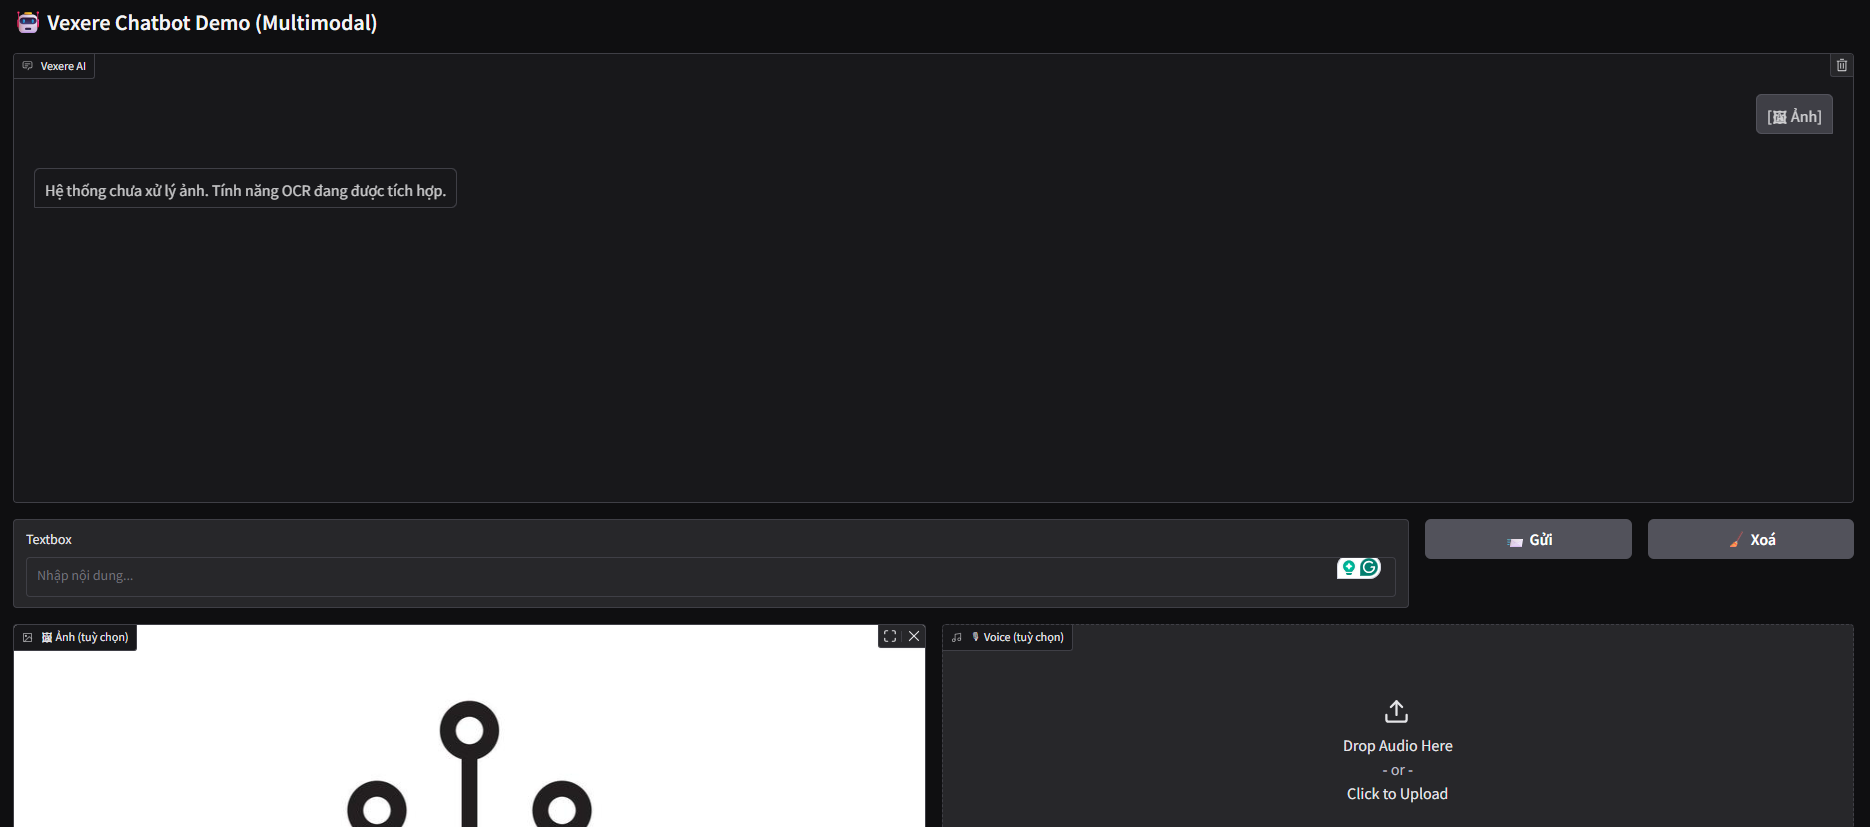 Vexere Chatbot Demo (Multimodal)
Vexere AI
[🖼 Ảnh]
Hệ thống chưa xử lý ảnh. Tính năng OCR đang được tích hợp.
Textbox
Nhập nội dung...
Gửi
Xoá
🖼 Ảnh (tuỳ chọn)
🎙 Voice (tuỳ chọn)
Drop Audio Here
- or -
Click to Upload